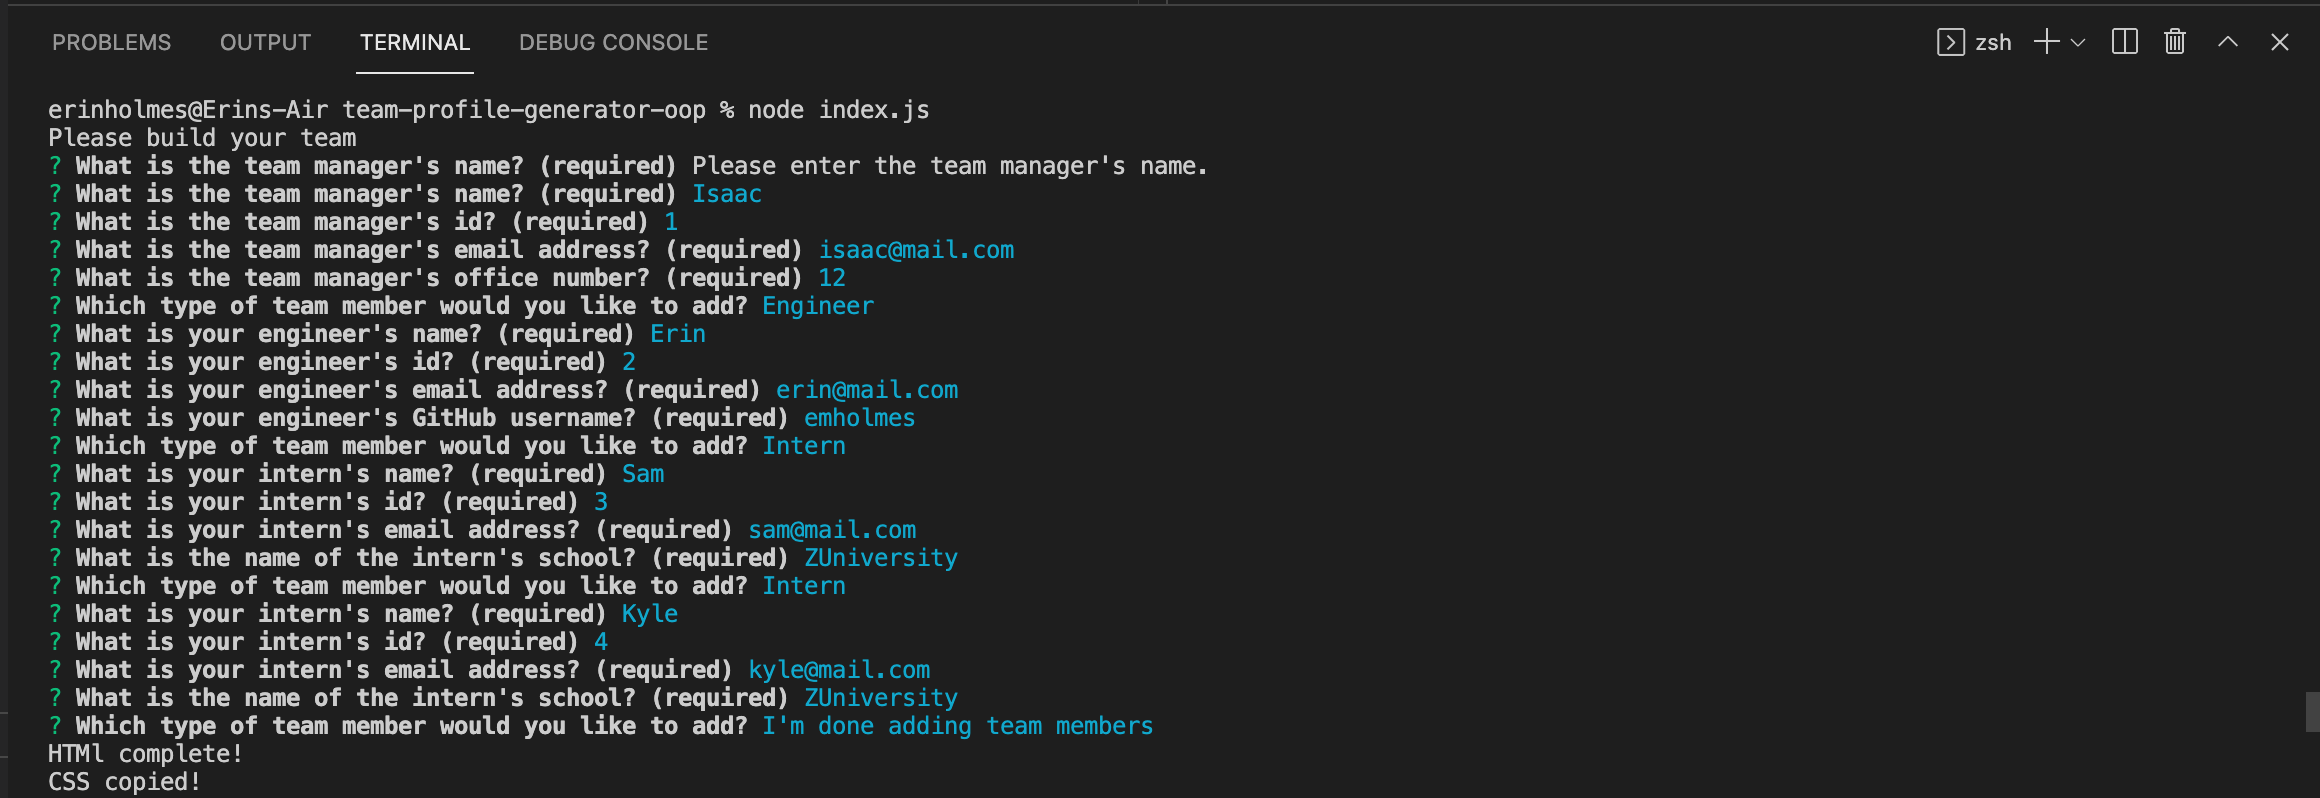 PROBLEMS OUTPUT TERMINAL DEBUG CONSOLE zsh
erinholmes@Erins-Air team-profile-generator-oop % node index.js
Please build your team
? What is the team manager's name? (required) Please enter the team manager's name.
? What is the team manager's name? (required) Isaac
? What is the team manager's id? (required) 1
? What is the team manager's email address? (required) isaac@mail.com
? What is the team manager's office number? (required) 12
? Which type of team member would you like to add? Engineer
? What is your engineer's name? (required) Erin
? What is your engineer's id? (required) 2
? What is your engineer's email address? (required) erin@mail.com
? What is your engineer's GitHub username? (required) emholmes
? Which type of team member would you like to add? Intern
? What is your intern's name? (required) Sam
? What is your intern's id? (required) 3
? What is your intern's email address? (required) sam@mail.com
? What is the name of the intern's school? (required) ZUniversity
? Which type of team member would you like to add? Intern
? What is your intern's name? (required) Kyle
? What is your intern's id? (required) 4
? What is your intern's email address? (required) kyle@mail.com
? What is the name of the intern's school? (required) ZUniversity
? Which type of team member would you like to add? I'm done adding team members
HTMl complete!
CSS copied!